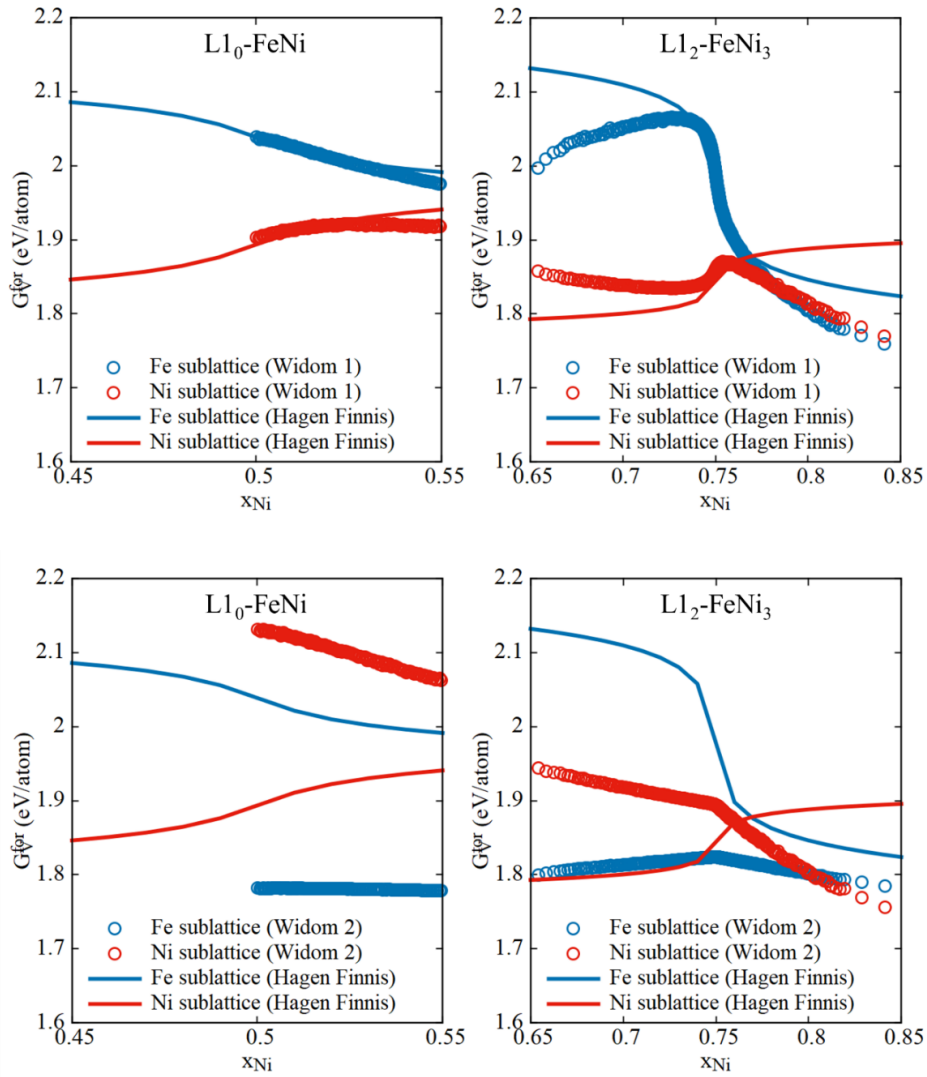 2.2
L1₀-FeNi
2.1
2
1.9
1.8
1.7
1.6
G_V^for (eV/atom)
Fe sublattice (Widom 1)
Ni sublattice (Widom 1)
Fe sublattice (Hagen Finnis)
Ni sublattice (Hagen Finnis)
0.45 0.5 0.55
x_Ni
2.2
L1₂-FeNi₃
2.1
2
1.9
1.8
1.7
1.6
G_V^for (eV/atom)
Fe sublattice (Widom 1)
Ni sublattice (Widom 1)
Fe sublattice (Hagen Finnis)
Ni sublattice (Hagen Finnis)
0.65 0.7 0.75 0.8 0.85
x_Ni
2.2
L1₀-FeNi
2.1
2
1.9
1.8
1.7
1.6
G_V^for (eV/atom)
Fe sublattice (Widom 2)
Ni sublattice (Widom 2)
Fe sublattice (Hagen Finnis)
Ni sublattice (Hagen Finnis)
0.45 0.5 0.55
x_Ni
2.2
L1₂-FeNi₃
2.1
2
1.9
1.8
1.7
1.6
G_V^for (eV/atom)
Fe sublattice (Widom 2)
Ni sublattice (Widom 2)
Fe sublattice (Hagen Finnis)
Ni sublattice (Hagen Finnis)
0.65 0.7 0.75 0.8 0.85
x_Ni